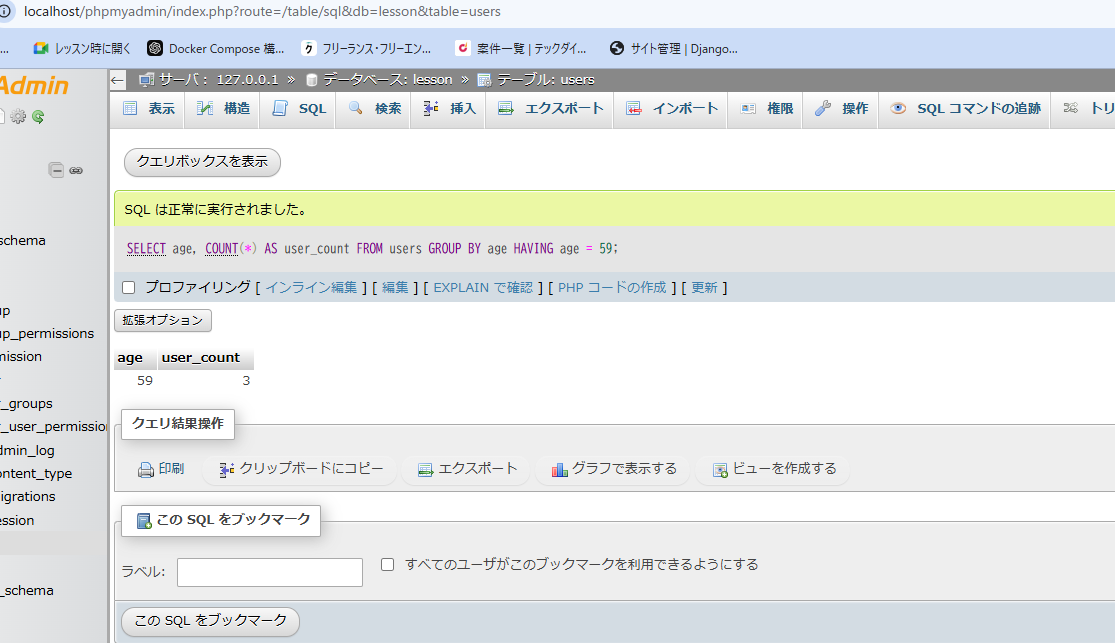 localhost/phpmyadmin/index.php?route=/table/sql&db=lesson&table=users
... レッスン時に開く Docker Compose 構... フリーランス・フリーエン... 案件一覧 | テックダイ... サイト管理 | Django...
Admin
サーバ: 127.0.0.1 » データベース: lesson » テーブル: users
表示 構造 SQL 検索 挿入 エクスポート インポート 権限 操作 SQL コマンドの追跡 トリ
クエリボックスを表示
SQL は正常に実行されました。
SELECT age, COUNT(*) AS user_count FROM users GROUP BY age HAVING age = 59;
プロファイリング [ インライン編集 ] [ 編集 ] [ EXPLAIN で確認 ] [ PHP コードの作成 ] [ 更新 ]
拡張オプション
age user_count
59 3
クエリ結果操作
印刷 クリップボードにコピー エクスポート グラフで表示する ビューを作成する
この SQL をブックマーク
ラベル: すべてのユーザがこのブックマークを利用できるようにする
この SQL をブックマーク
schema
up
up_permissions
mission
r_groups
r_user_permission
dmin_log
ontent_type
igrations
ession
_schema